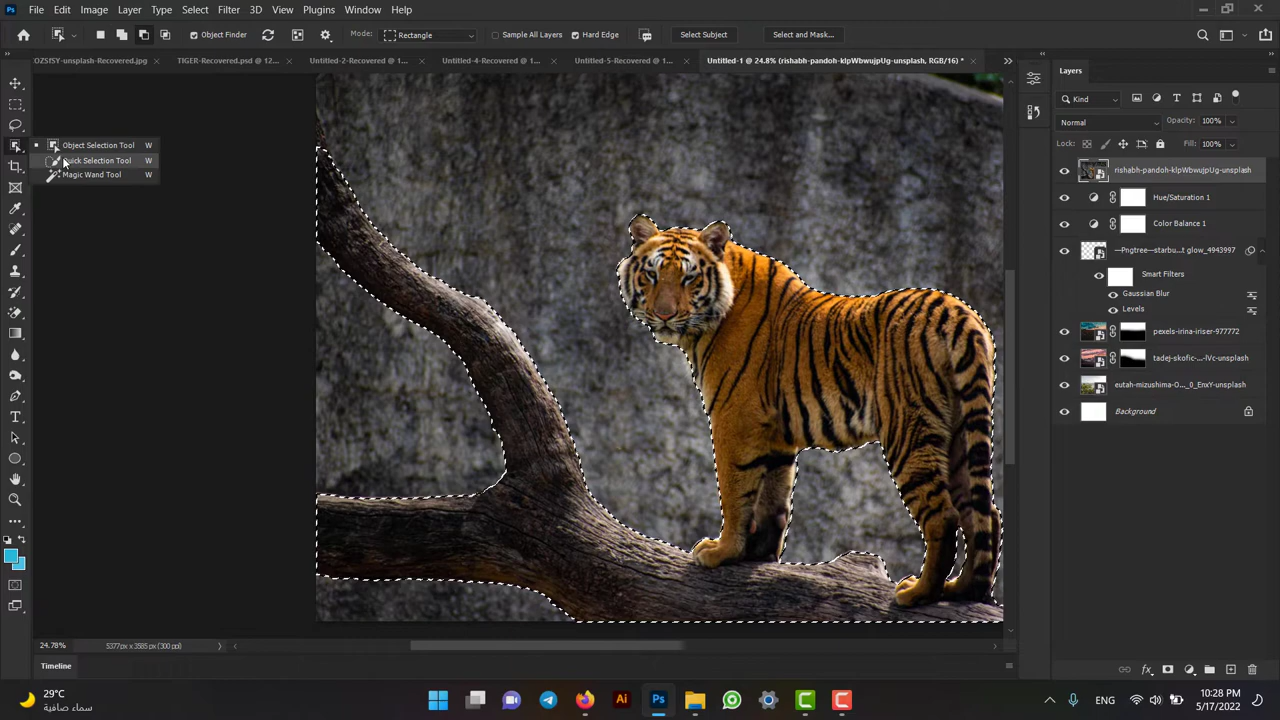 File Edit Image Layer Type Select Filter 3D View Plugins Window Help
Object Finder Mode: Rectangle Sample All Layers Hard Edge Select Subject Select and Mask...
OZSfSY-unsplash-Recovered.jpg TIGER-Recovered.psd @ 12... Untitled-2-Recovered @ 1... Untitled-4-Recovered @ 1... Untitled-5-Recovered @ 1... Untitled-1 @ 24.8% (rishabh-pandoh-klpWbwujpUg-unsplash, RGB/16) *
Object Selection Tool W
Quick Selection Tool W
Magic Wand Tool W
Layers
Kind
Normal Opacity: 100%
Lock: Fill: 100%
rishabh-pandoh-klpWbwujpUg-unsplash
Hue/Saturation 1
Color Balance 1
—Pngtree—starbu...t glow_4943997
Smart Filters
Gaussian Blur
Levels
pexels-irina-iriser-977772
tadej-skofic-...-lVc-unsplash
eutah-mizushima-O..._0_EnxY-unsplash
Background
24.78% 5377px x 3585px (300 ppi)
Timeline
29°C
سماء صافية
Ai Ps
ENG
10:28 PM
5/17/2022